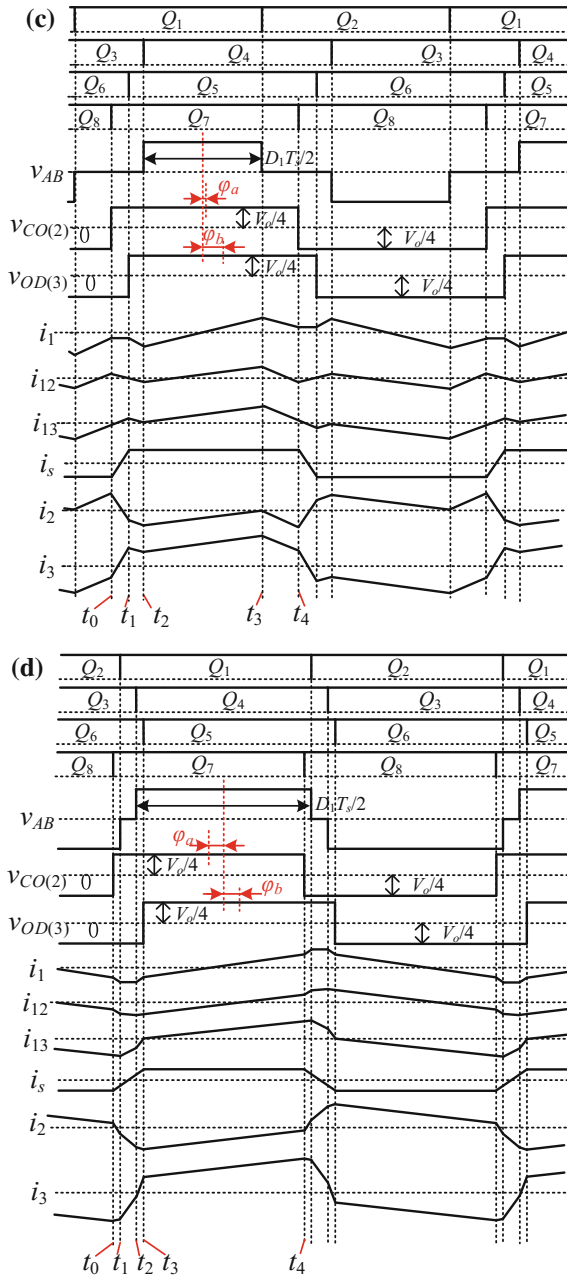 (c) Q1 Q2 Q1
Q3 Q4 Q3 Q4
Q6 Q5 Q6 Q5
Q8 Q7 Q8 Q7
vAB D1Ts/2
φa
vCO(2) 0 Vo/4 Vo/4
φb
vOD(3) 0 Vo/4 Vo/4
i1
i12
i13
is
i2
i3
t0 t1 t2 t3 t4
(d) Q2 Q1 Q2 Q1
Q3 Q4 Q3 Q4
Q6 Q5 Q6 Q5
Q8 Q7 Q8 Q7
vAB D1Ts/2
φa
vCO(2) 0 Vo/4 Vo/4
φb
vOD(3) 0 Vo/4 Vo/4
i1
i12
i13
is
i2
i3
t0 t1 t2 t3 t4